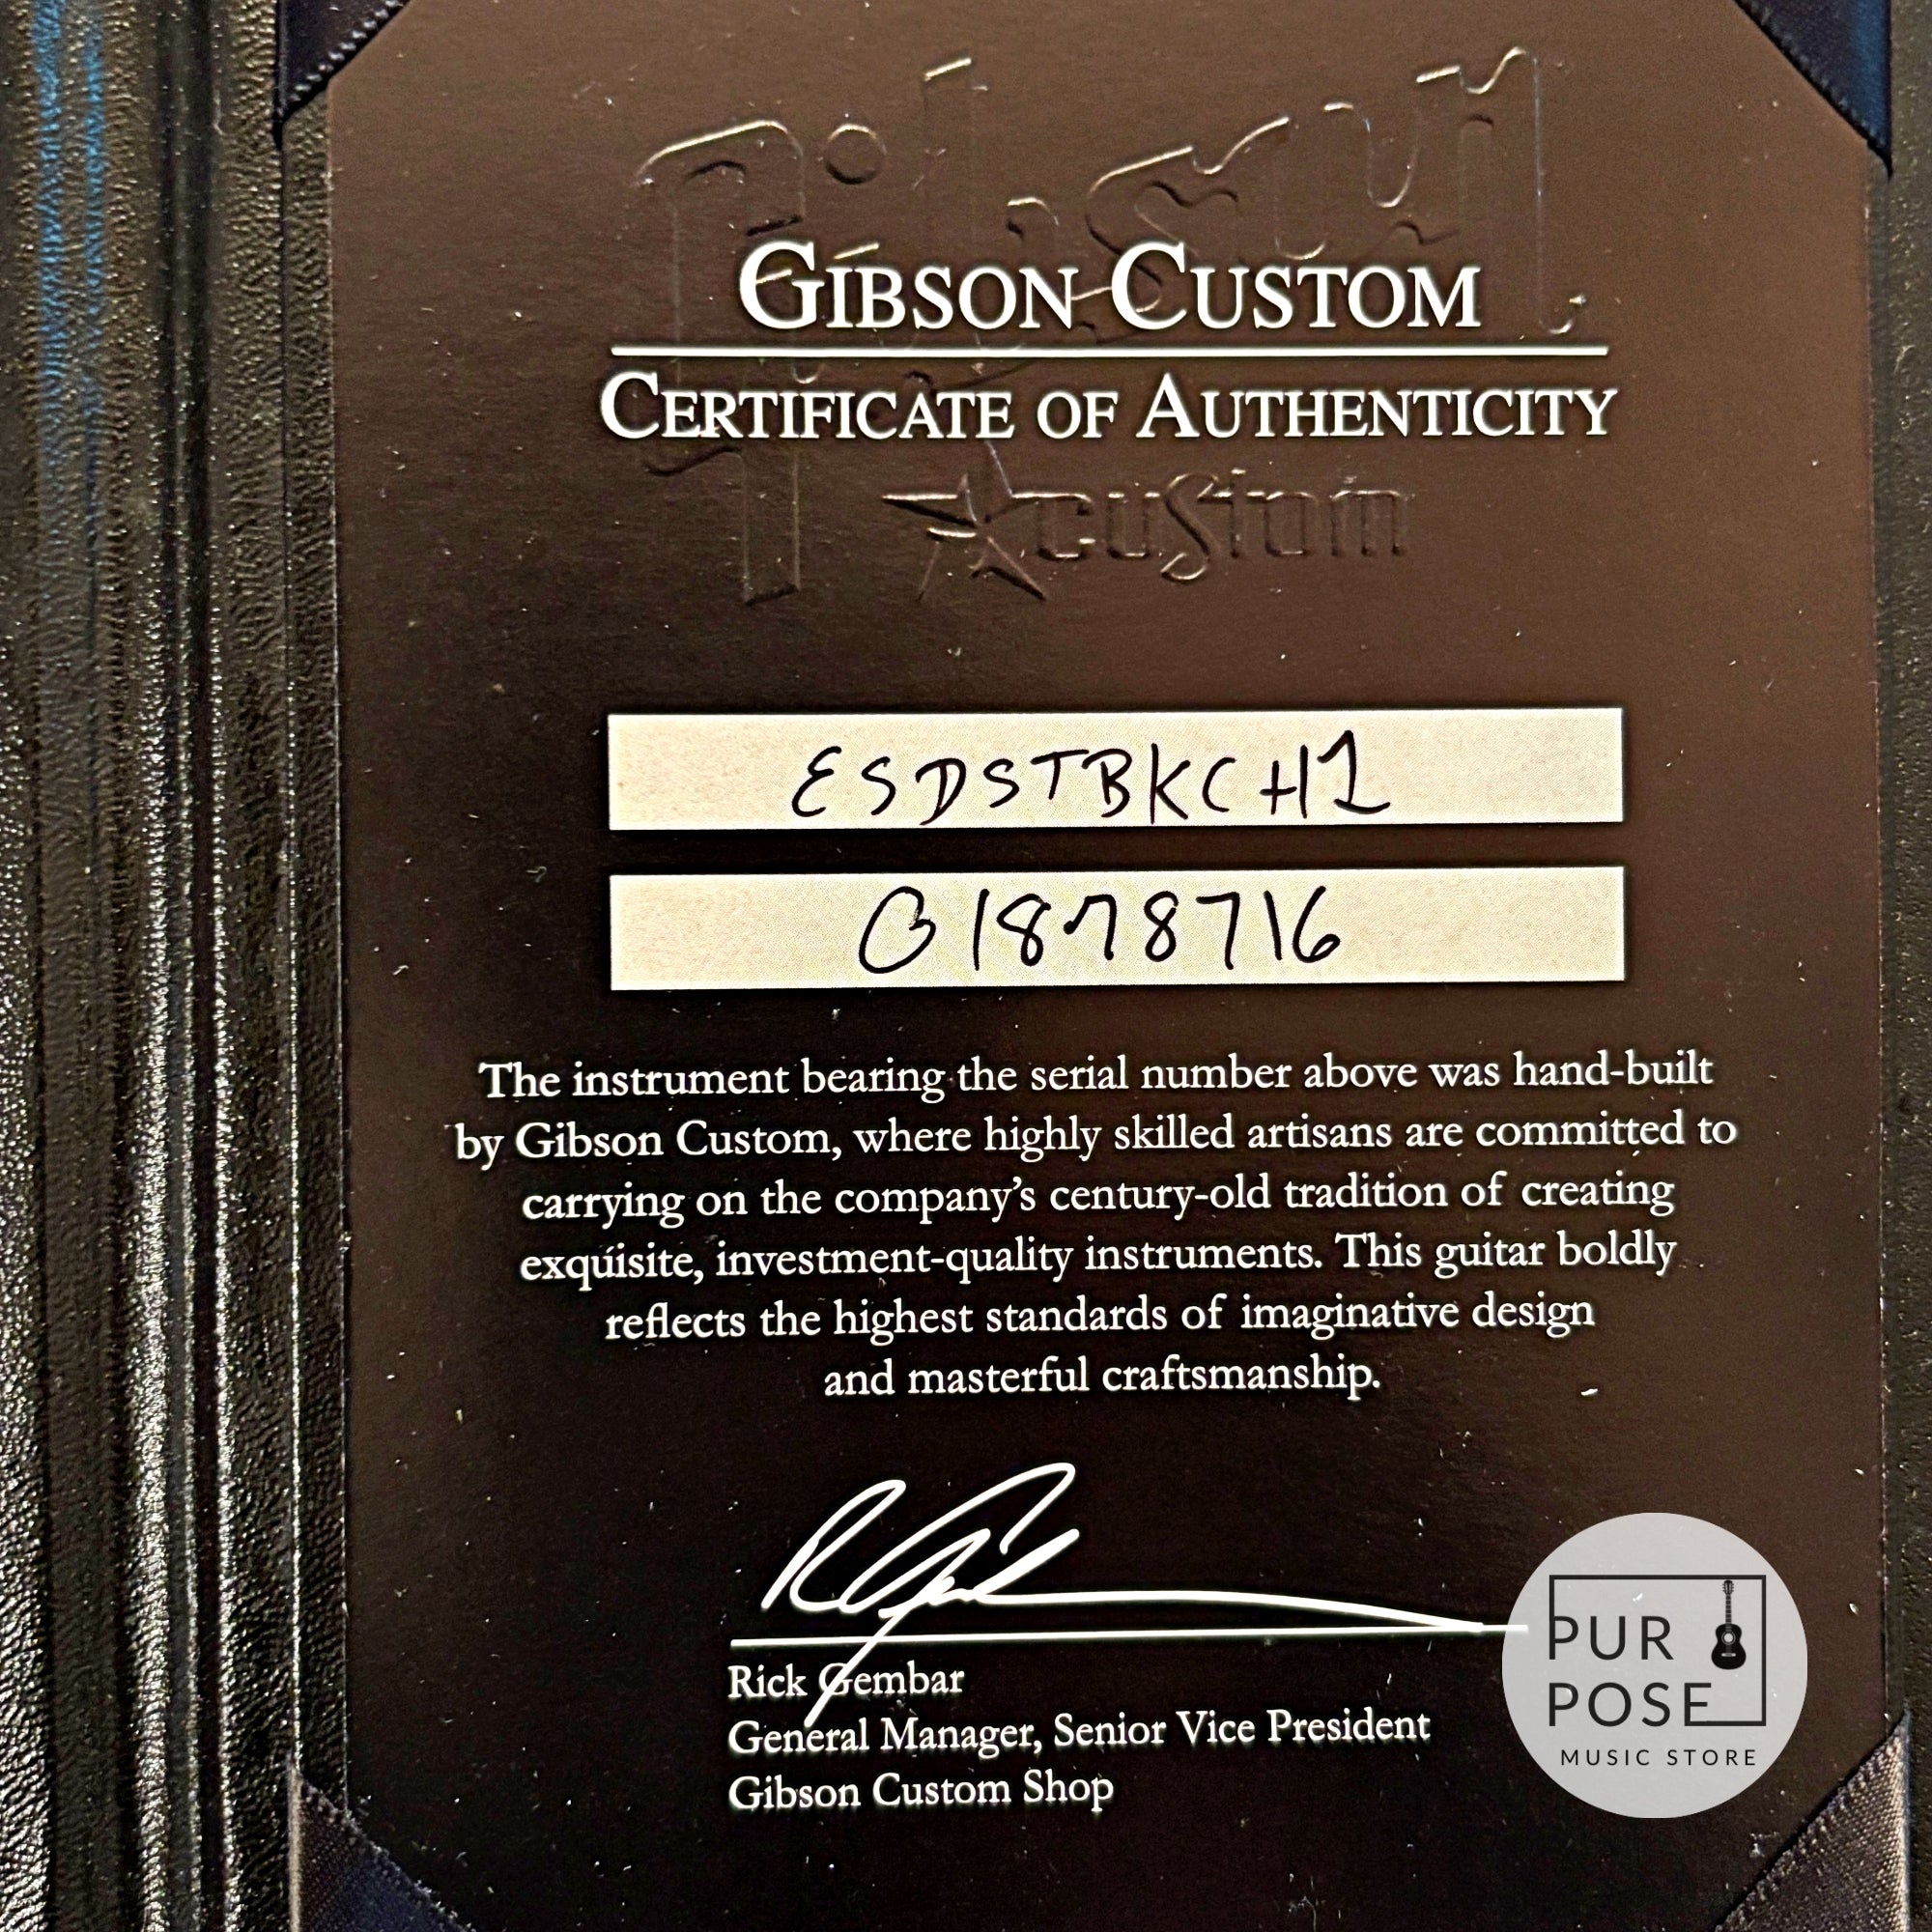 Gibson
GIBSON CUSTOM
CERTIFICATE OF AUTHENTICITY
custom
ESDSTBKCH1
01878716
The instrument bearing the serial number above was hand-built
by Gibson Custom, where highly skilled artisans are committed to
carrying on the company's century-old tradition of creating
exquisite, investment-quality instruments. This guitar boldly
reflects the highest standards of imaginative design
and masterful craftsmanship.
Rick Gembar
General Manager, Senior Vice President
Gibson Custom Shop
PUR
POSE
MUSIC STORE